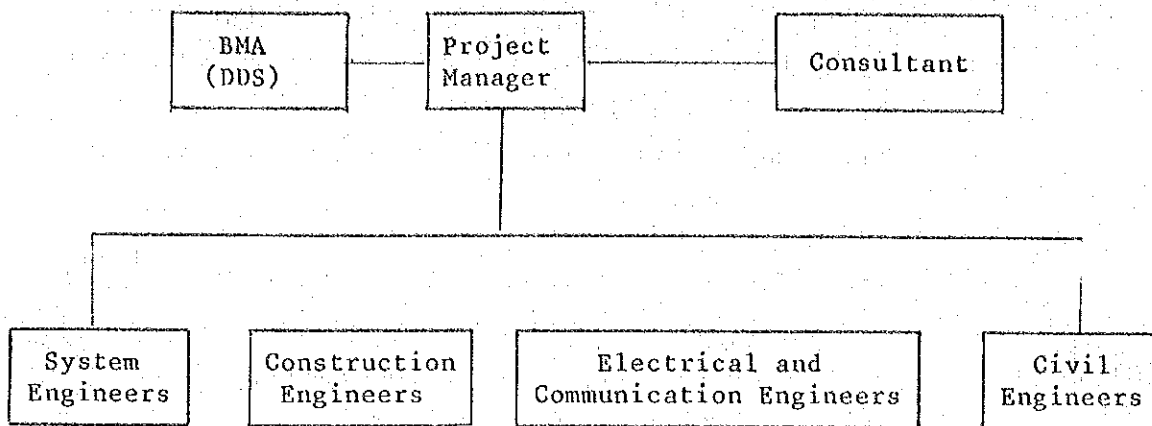 BMA
(DDS)
Project
Manager
Consultant
System
Engineers
Construction
Engineers
Electrical and
Communication Engineers
Civil
Engineers